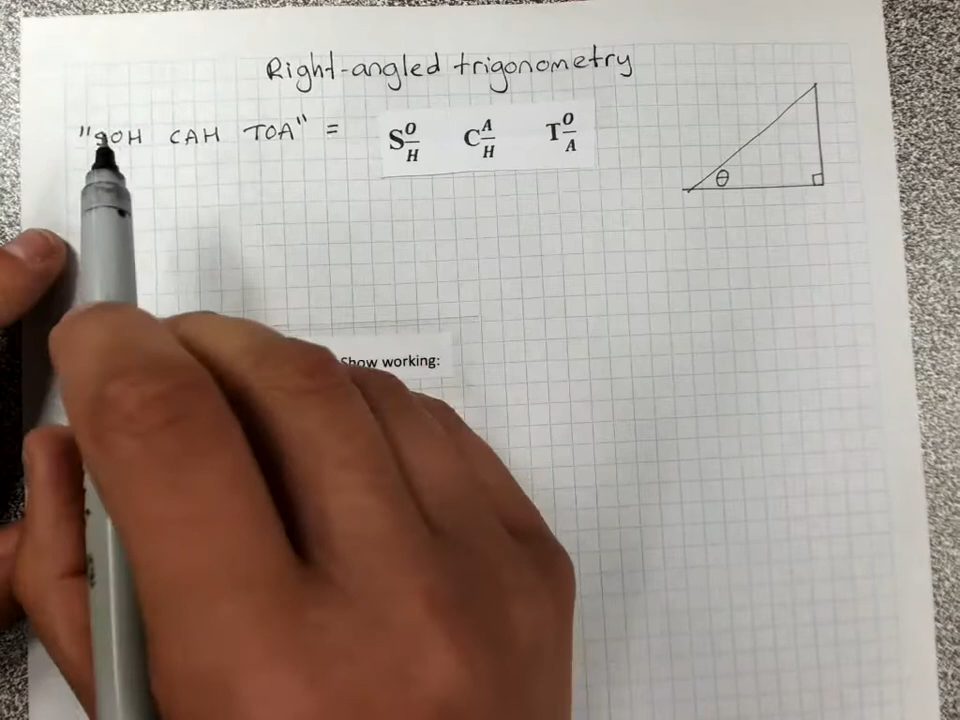 Right-angled trigonometry
"SOH CAH TOA" = S O/H C A/H T O/A
θ
Show working: